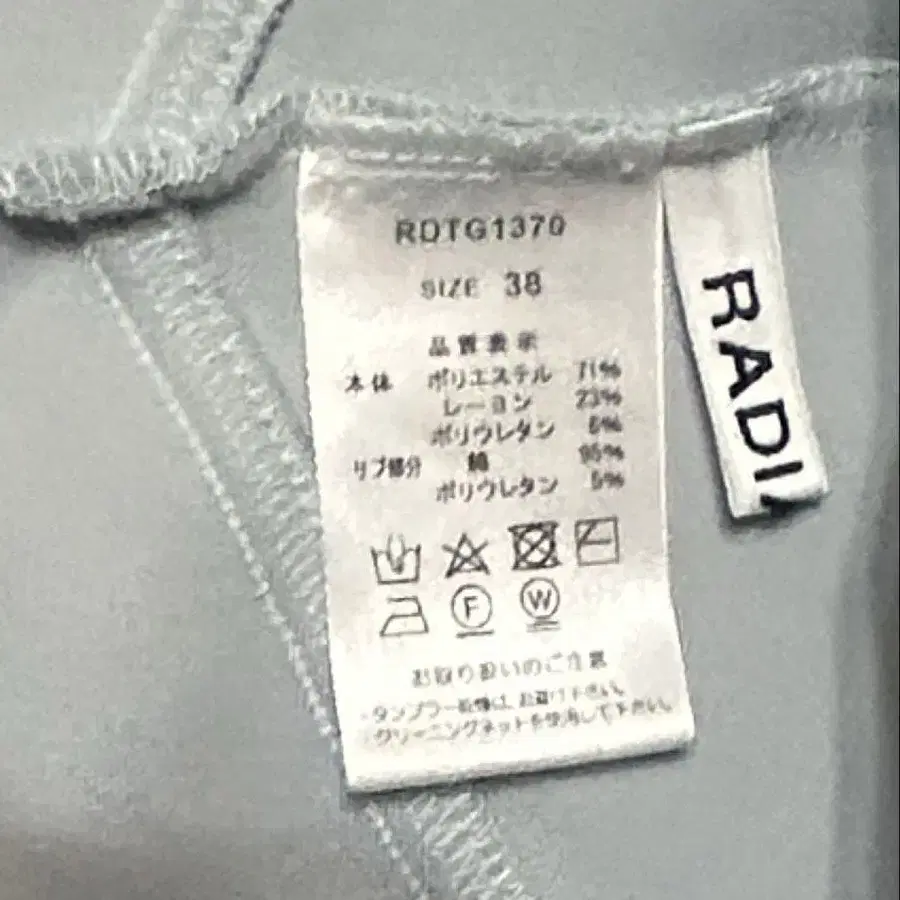 RDTG1370
SIZE 38
品質表示
本体 ポリエステル 71%
レーヨン 23%
ポリウレタン 6%
リブ部分 綿 95%
ポリウレタン 5%
F W
お取り扱いのご注意
・タンブラー乾燥は、お避け下さい。
・クリーニングネットを使用して下さい。
RADI